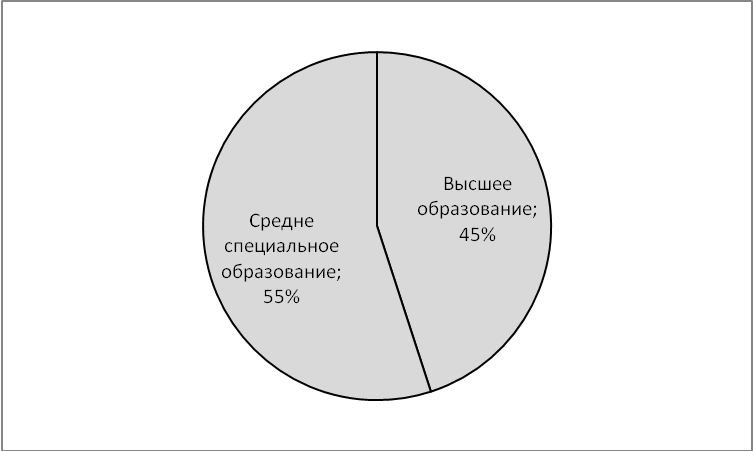 Высшее
образование;
45%
Средне
специальное
образование;
55%